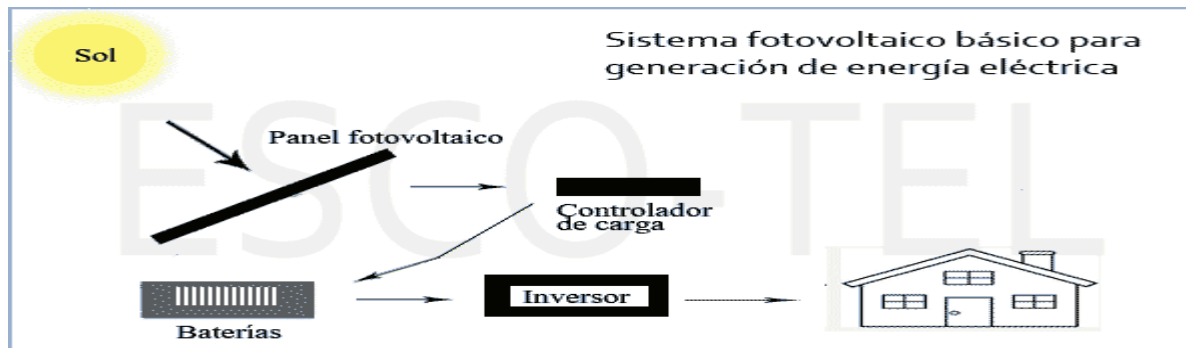 Sol
Sistema fotovoltaico básico para
generación de energía eléctrica
Panel fotovoltaico
Controlador
de carga
Inversor
Baterías
ESCO-TEL